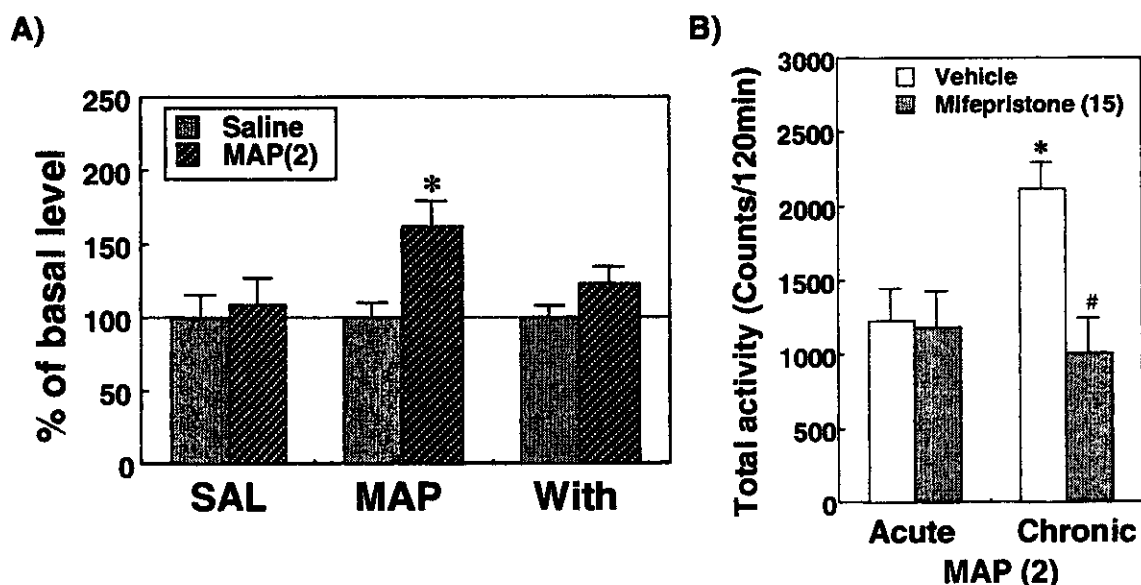 A)
% of basal level
250
200
150
100
50
0
Saline
MAP(2)
*
SAL MAP With
B)
Total activity (Counts/120min)
3000
2500
2000
1500
1000
500
0
Vehicle
Mifepristone (15)
*
#
Acute Chronic
MAP (2)